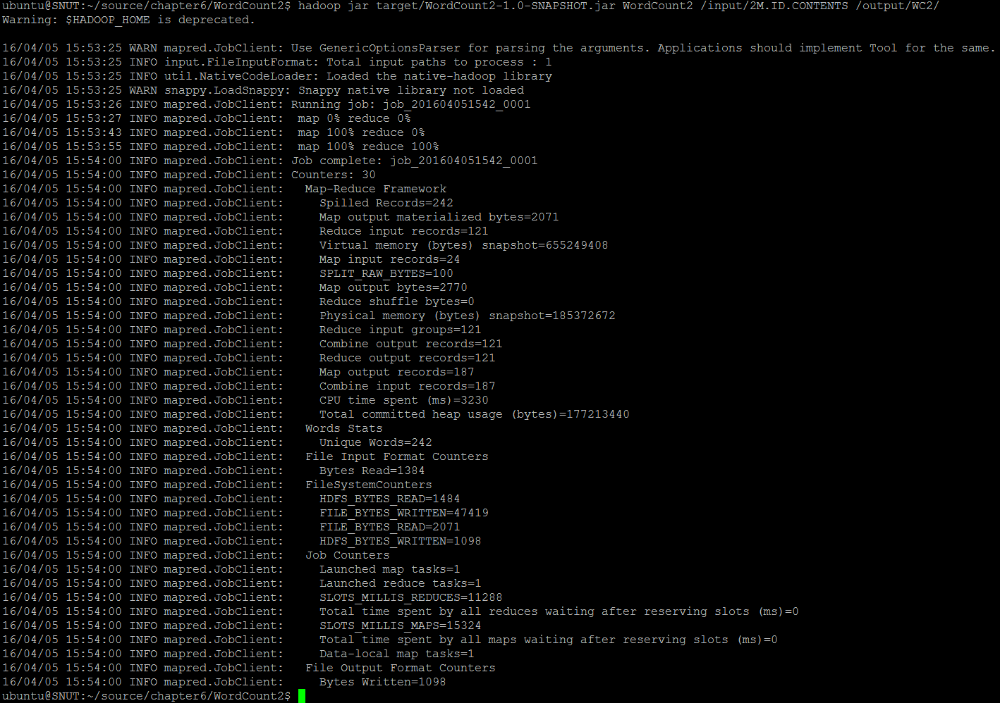 ubuntu@SNUT:~/source/chapter6/WordCount2$ hadoop jar target/WordCount2-1.0-SNAPSHOT.jar WordCount2 /input/2M.ID.CONTENTS /output/WC2/
Warning: $HADOOP_HOME is deprecated.
16/04/05 15:53:25 WARN mapred.JobClient: Use GenericOptionsParser for parsing the arguments. Applications should implement Tool for the same.
16/04/05 15:53:25 INFO input.FileInputFormat: Total input paths to process : 1
16/04/05 15:53:25 INFO util.NativeCodeLoader: Loaded the native-hadoop library
16/04/05 15:53:25 WARN snappy.LoadSnappy: Snappy native library not loaded
16/04/05 15:53:26 INFO mapred.JobClient: Running job: job_201604051542_0001
16/04/05 15:53:27 INFO mapred.JobClient:  map 0% reduce 0%
16/04/05 15:53:43 INFO mapred.JobClient:  map 100% reduce 0%
16/04/05 15:53:55 INFO mapred.JobClient:  map 100% reduce 100%
16/04/05 15:54:00 INFO mapred.JobClient: Job complete: job_201604051542_0001
16/04/05 15:54:00 INFO mapred.JobClient: Counters: 30
16/04/05 15:54:00 INFO mapred.JobClient:   Map-Reduce Framework
16/04/05 15:54:00 INFO mapred.JobClient:     Spilled Records=242
16/04/05 15:54:00 INFO mapred.JobClient:     Map output materialized bytes=2071
16/04/05 15:54:00 INFO mapred.JobClient:     Reduce input records=121
16/04/05 15:54:00 INFO mapred.JobClient:     Virtual memory (bytes) snapshot=655249408
16/04/05 15:54:00 INFO mapred.JobClient:     Map input records=24
16/04/05 15:54:00 INFO mapred.JobClient:     SPLIT_RAW_BYTES=100
16/04/05 15:54:00 INFO mapred.JobClient:     Map output bytes=2770
16/04/05 15:54:00 INFO mapred.JobClient:     Reduce shuffle bytes=0
16/04/05 15:54:00 INFO mapred.JobClient:     Physical memory (bytes) snapshot=185372672
16/04/05 15:54:00 INFO mapred.JobClient:     Reduce input groups=121
16/04/05 15:54:00 INFO mapred.JobClient:     Combine output records=121
16/04/05 15:54:00 INFO mapred.JobClient:     Reduce output records=121
16/04/05 15:54:00 INFO mapred.JobClient:     Map output records=187
16/04/05 15:54:00 INFO mapred.JobClient:     Combine input records=187
16/04/05 15:54:00 INFO mapred.JobClient:     CPU time spent (ms)=3230
16/04/05 15:54:00 INFO mapred.JobClient:     Total committed heap usage (bytes)=177213440
16/04/05 15:54:00 INFO mapred.JobClient:   Words Stats
16/04/05 15:54:00 INFO mapred.JobClient:     Unique Words=242
16/04/05 15:54:00 INFO mapred.JobClient:   File Input Format Counters
16/04/05 15:54:00 INFO mapred.JobClient:     Bytes Read=1384
16/04/05 15:54:00 INFO mapred.JobClient:   FileSystemCounters
16/04/05 15:54:00 INFO mapred.JobClient:     HDFS_BYTES_READ=1484
16/04/05 15:54:00 INFO mapred.JobClient:     FILE_BYTES_WRITTEN=47419
16/04/05 15:54:00 INFO mapred.JobClient:     FILE_BYTES_READ=2071
16/04/05 15:54:00 INFO mapred.JobClient:     HDFS_BYTES_WRITTEN=1098
16/04/05 15:54:00 INFO mapred.JobClient:   Job Counters
16/04/05 15:54:00 INFO mapred.JobClient:     Launched map tasks=1
16/04/05 15:54:00 INFO mapred.JobClient:     Launched reduce tasks=1
16/04/05 15:54:00 INFO mapred.JobClient:     SLOTS_MILLIS_REDUCES=11288
16/04/05 15:54:00 INFO mapred.JobClient:     Total time spent by all reduces waiting after reserving slots (ms)=0
16/04/05 15:54:00 INFO mapred.JobClient:     SLOTS_MILLIS_MAPS=15324
16/04/05 15:54:00 INFO mapred.JobClient:     Total time spent by all maps waiting after reserving slots (ms)=0
16/04/05 15:54:00 INFO mapred.JobClient:     Data-local map tasks=1
16/04/05 15:54:00 INFO mapred.JobClient:   File Output Format Counters
16/04/05 15:54:00 INFO mapred.JobClient:     Bytes Written=1098
ubuntu@SNUT:~/source/chapter6/WordCount2$